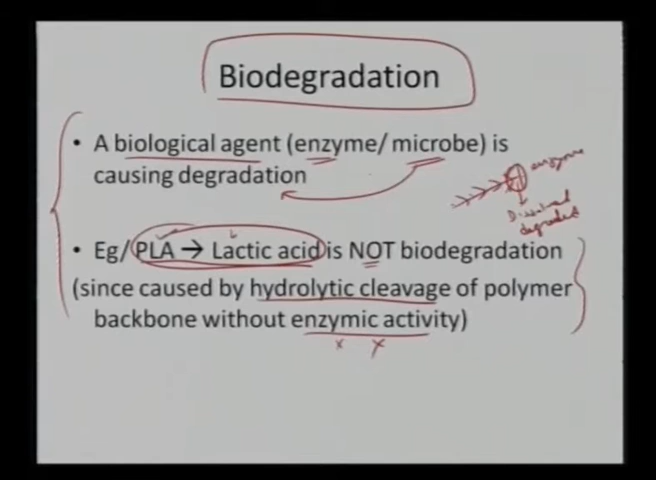 Biodegradation
• A biological agent (enzyme/ microbe) is
causing degradation
enzyme
Dissolved
degraded
• Eg/ PLA → Lactic acid is NOT biodegradation
(since caused by hydrolytic cleavage of polymer
backbone without enzymic activity)
x x